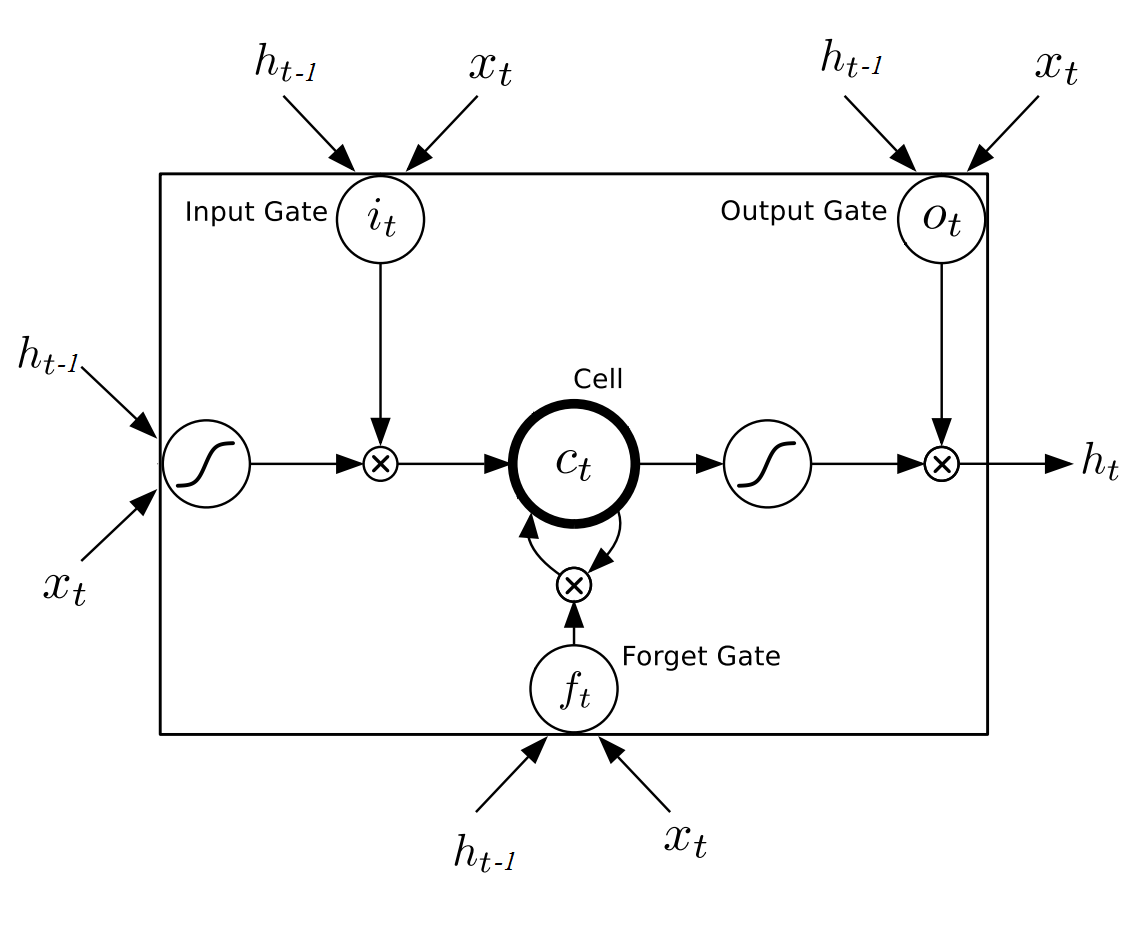 h_{t-1} x_t h_{t-1} x_t
Input Gate i_t Output Gate o_t
h_{t-1}
Cell
c_t h_t
x_t
Forget Gate
f_t
h_{t-1} x_t